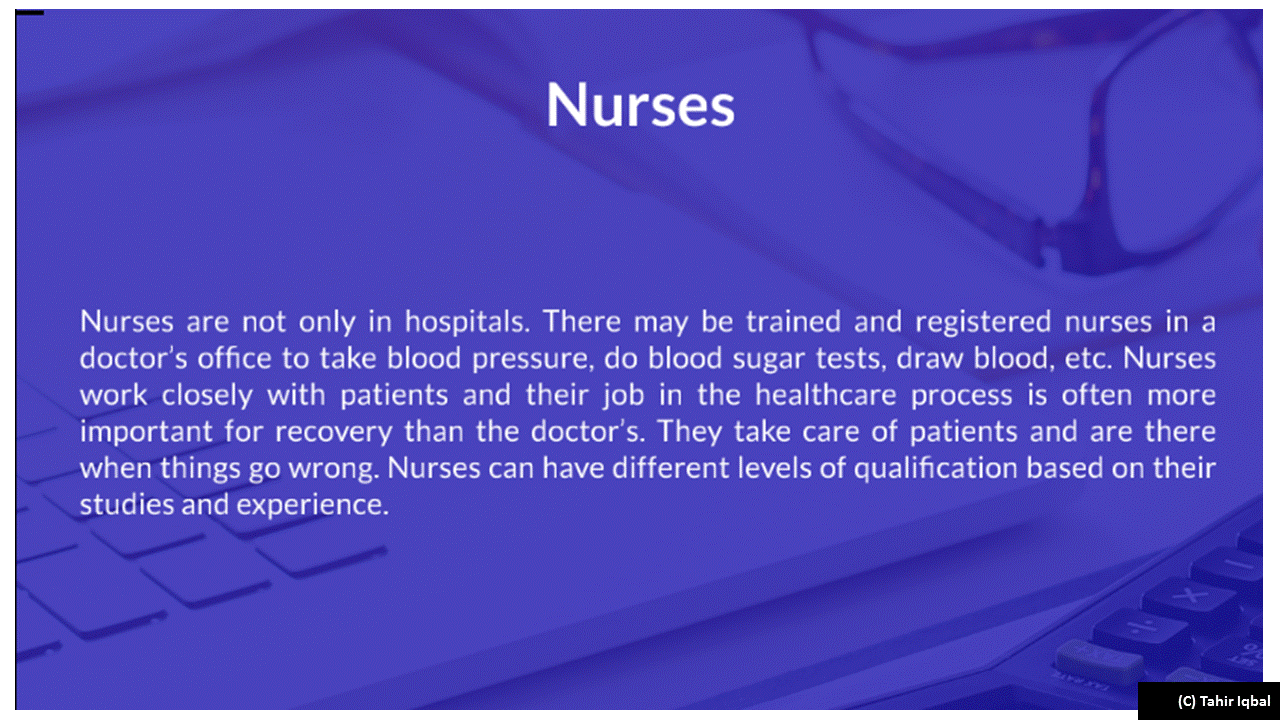 Nurses
Nurses are not only in hospitals. There may be trained and registered nurses in a
doctor’s office to take blood pressure, do blood sugar tests, draw blood, etc. Nurses
work closely with patients and their job in the healthcare process is often more
important for recovery than the doctor’s. They take care of patients and are there
when things go wrong. Nurses can have different levels of qualification based on their
studies and experience.
(C) Tahir Iqbal